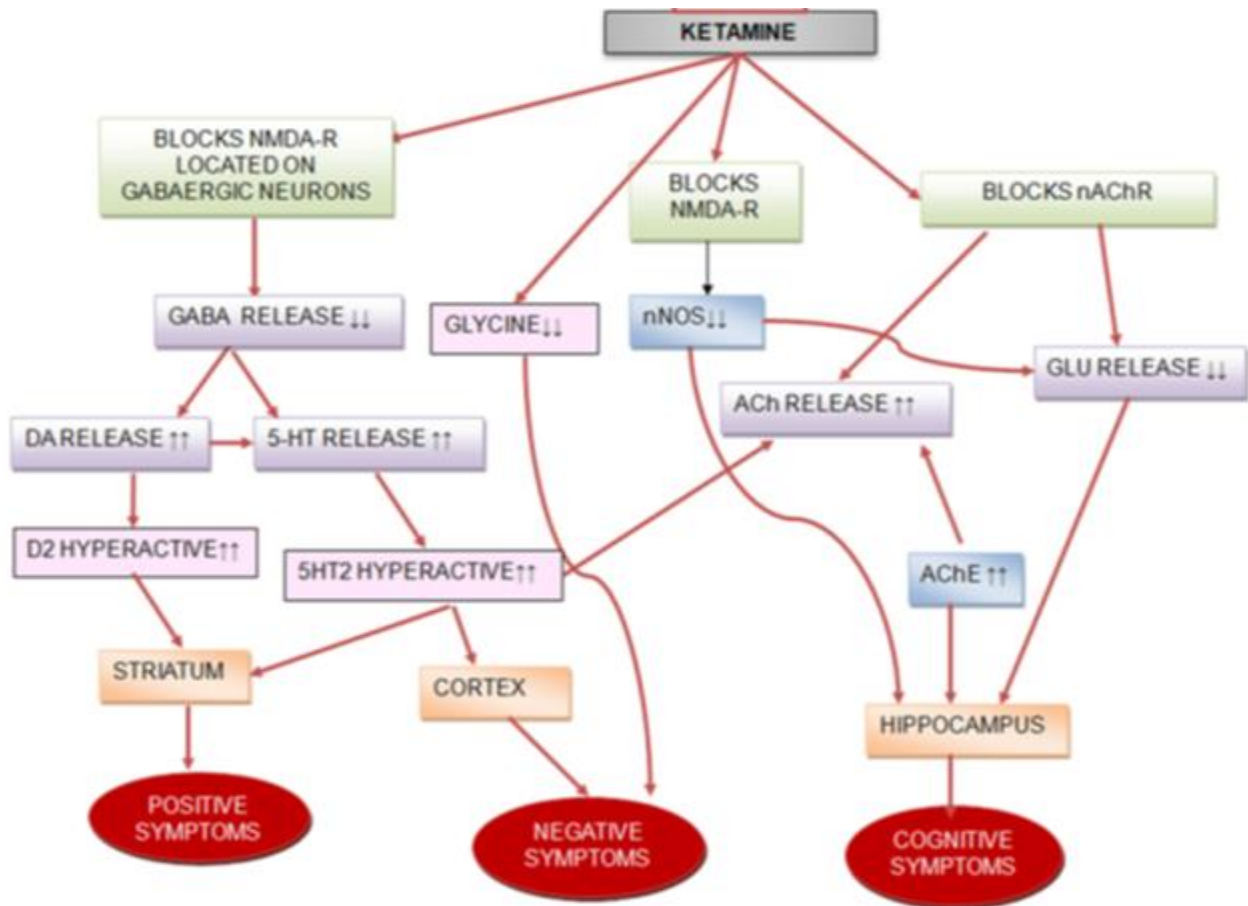 KETAMINE
BLOCKS NMDA-R
LOCATED ON
GABAERGIC NEURONS
BLOCKS
NMDA-R
BLOCKS nAChR
GABA RELEASE ↓↓
GLYCINE↓↓
nNOS↓↓
GLU RELEASE ↓↓
ACh RELEASE ↑↑
DA RELEASE ↑↑
5-HT RELEASE ↑↑
D2 HYPERACTIVE↑↑
5HT2 HYPERACTIVE↑↑
AChE ↑↑
STRIATUM
CORTEX
HIPPOCAMPUS
POSITIVE
SYMPTOMS
NEGATIVE
SYMPTOMS
COGNITIVE
SYMPTOMS